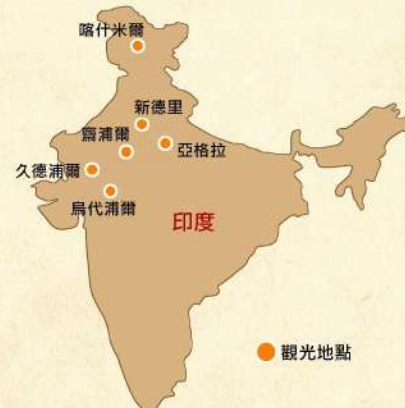 喀什米爾
新德里
齋浦爾
亞格拉
久德浦爾
烏代浦爾
印度
觀光地點